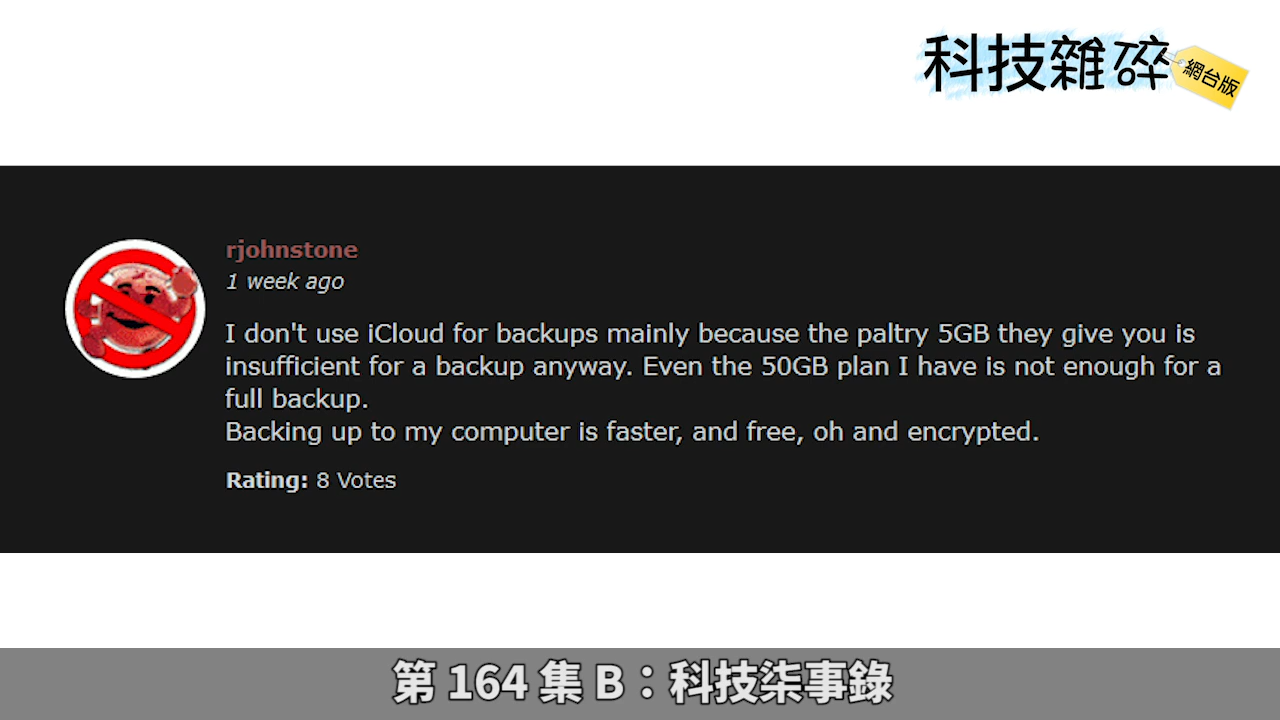 科技雜碎
網台版
rjohnstone
1 week ago
I don't use iCloud for backups mainly because the paltry 5GB they give you is
insufficient for a backup anyway. Even the 50GB plan I have is not enough for a
full backup.
Backing up to my computer is faster, and free, oh and encrypted.
Rating: 8 Votes
第 164 集 B：科技柒事錄